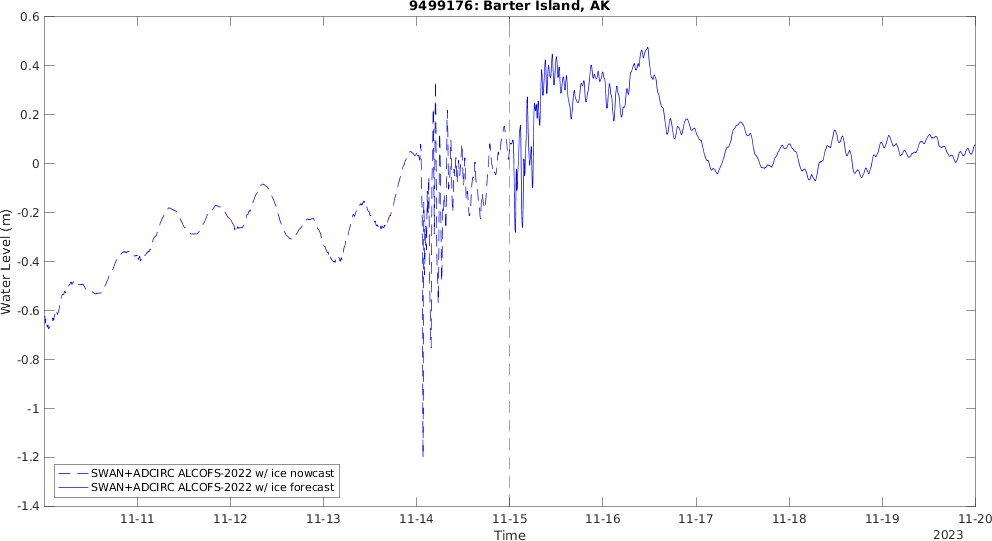 9499176: Barter Island, AK
0.6
0.4
0.2
0
-0.2
-0.4
-0.6
-0.8
-1
-1.2
-1.4
Water Level (m)
SWAN+ADCIRC ALCOFS-2022 w/ ice nowcast
SWAN+ADCIRC ALCOFS-2022 w/ ice forecast
11-11 11-12 11-13 11-14 11-15 11-16 11-17 11-18 11-19 11-20
Time
2023